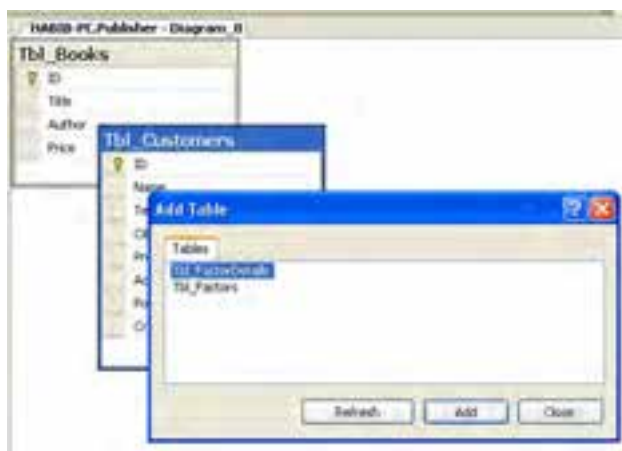 HABIB-PC.Publisher - Diagram_0
Tbl_Books
ID
Title
Author
Price
Tbl_Customers
ID
Name
Add Table
Tables
Tbl_FactorDetails
Tbl_Factors
Refresh
Add
Close